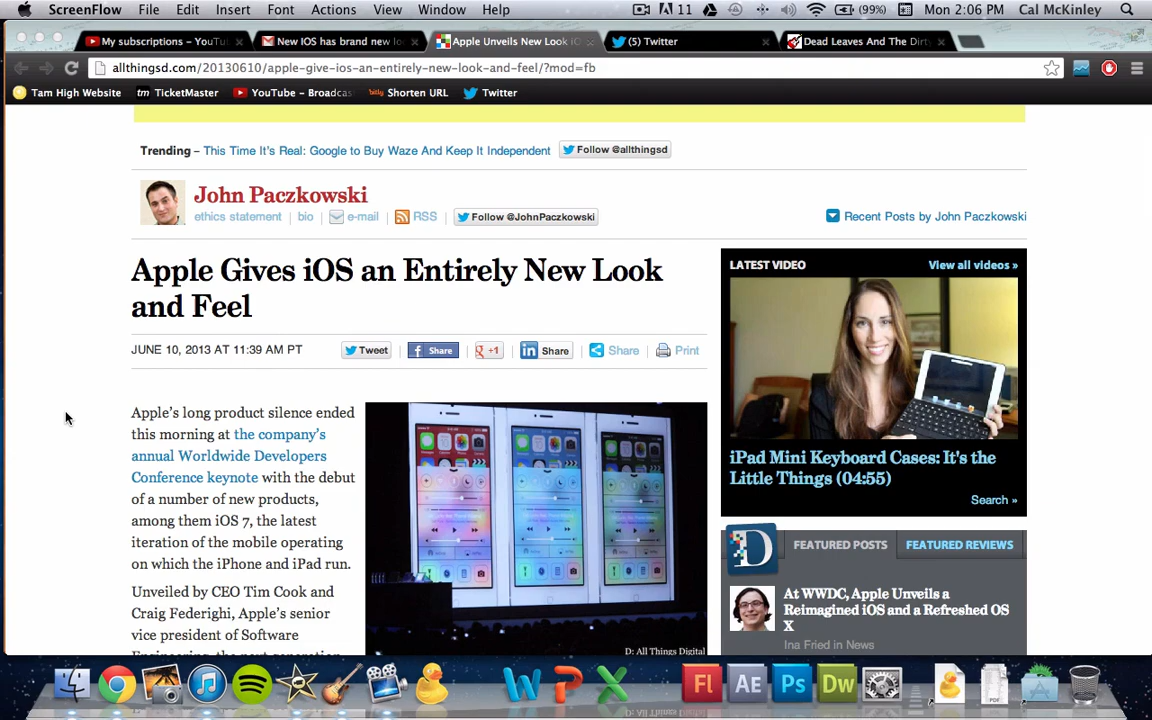 ScreenFlow File Edit Insert Font Actions View Window Help 11 (99%) Mon 2:06 PM Cal McKinley
My subscriptions – YouTu New IOS has brand new lo Apple Unveils New Look iO (5) Twitter Dead Leaves And The Dirt
allthingsd.com/20130610/apple-give-ios-an-entirely-new-look-and-feel/?mod=fb
Tam High Website tm TicketMaster YouTube – Broadcas bitly Shorten URL Twitter
Trending – This Time It's Real: Google to Buy Waze And Keep It Independent Follow @allthingsd
John Paczkowski
ethics statement | bio e-mail RSS Follow @JohnPaczkowski
Recent Posts by John Paczkowski
Apple Gives iOS an Entirely New Look
and Feel
JUNE 10, 2013 AT 11:39 AM PT Tweet | f Share | g +1 | in Share | Share | Print
Apple's long product silence ended
this morning at the company's
annual Worldwide Developers
Conference keynote with the debut
of a number of new products,
among them iOS 7, the latest
iteration of the mobile operating
on which the iPhone and iPad run.
Unveiled by CEO Tim Cook and
Craig Federighi, Apple's senior
vice president of Software
Engineering, the next generation
D: All Things Digital
LATEST VIDEO View all videos »
iPad Mini Keyboard Cases: It's the
Little Things (04:55)
Search »
D FEATURED POSTS FEATURED REVIEWS
At WWDC, Apple Unveils a
Reimagined iOS and a Refreshed OS
X
Ina Fried in News
W P X Fl AE Ps Dw PDF